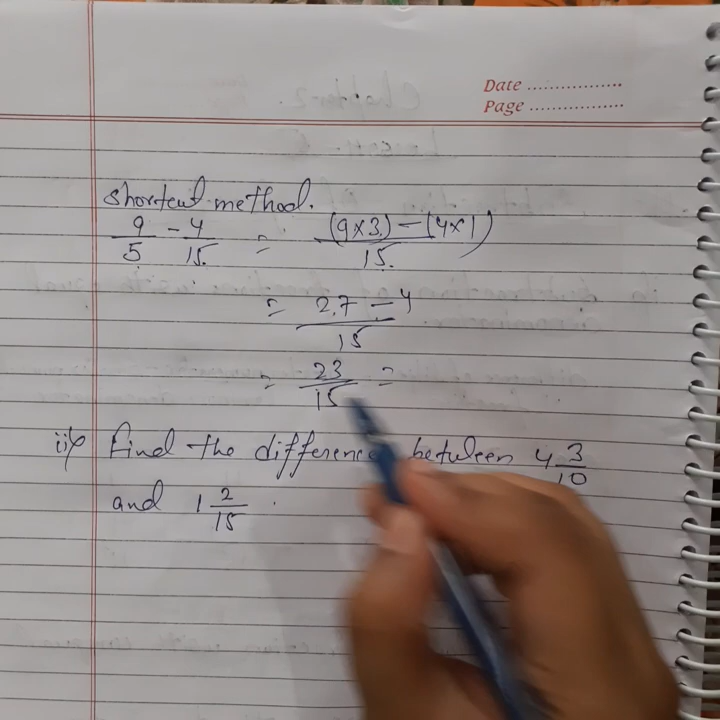 Date ................
Page ................
Shortcut method.
9/5 - 4/15 = (9×3) - (4×1)/15
= 27 - 4/15
= 23/15 =
ii) Find the difference between 4 3/10
and 1 2/15.